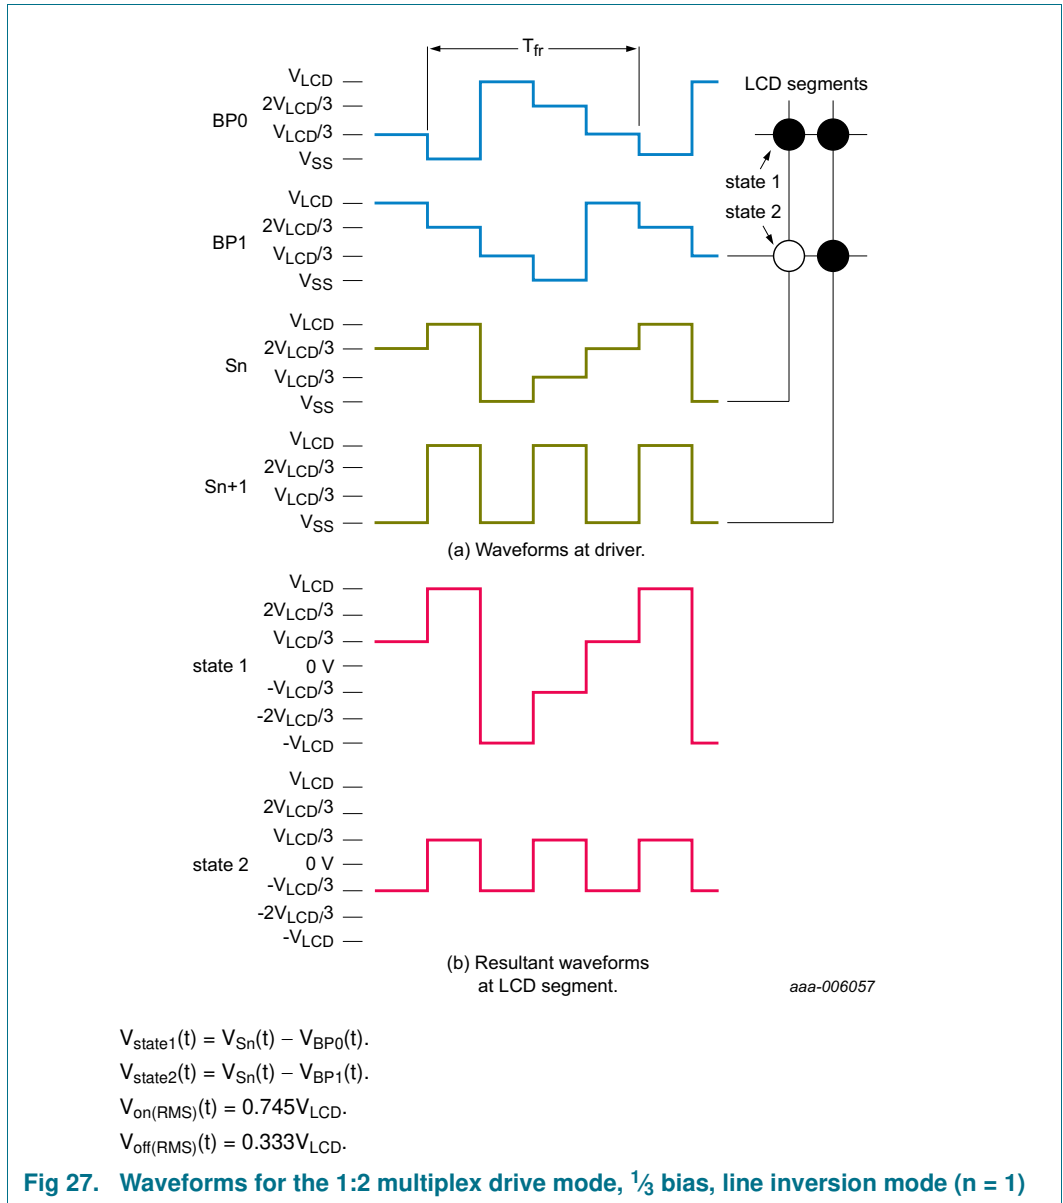 T_fr
V_LCD
2V_LCD/3
BP0
V_LCD/3
V_SS
LCD segments
state 1
state 2
V_LCD
2V_LCD/3
BP1
V_LCD/3
V_SS
V_LCD
2V_LCD/3
Sn
V_LCD/3
V_SS
V_LCD
2V_LCD/3
Sn+1
V_LCD/3
V_SS
(a) Waveforms at driver.
V_LCD
2V_LCD/3
V_LCD/3
state 1
0 V
-V_LCD/3
-2V_LCD/3
-V_LCD
V_LCD
2V_LCD/3
V_LCD/3
state 2
0 V
-V_LCD/3
-2V_LCD/3
-V_LCD
(b) Resultant waveforms
at LCD segment.
aaa-006057
V_state1(t) = V_Sn(t) − V_BP0(t).
V_state2(t) = V_Sn(t) − V_BP1(t).
V_on(RMS)(t) = 0.745V_LCD.
V_off(RMS)(t) = 0.333V_LCD.
Fig 27. Waveforms for the 1:2 multiplex drive mode, 1⁄3 bias, line inversion mode (n = 1)